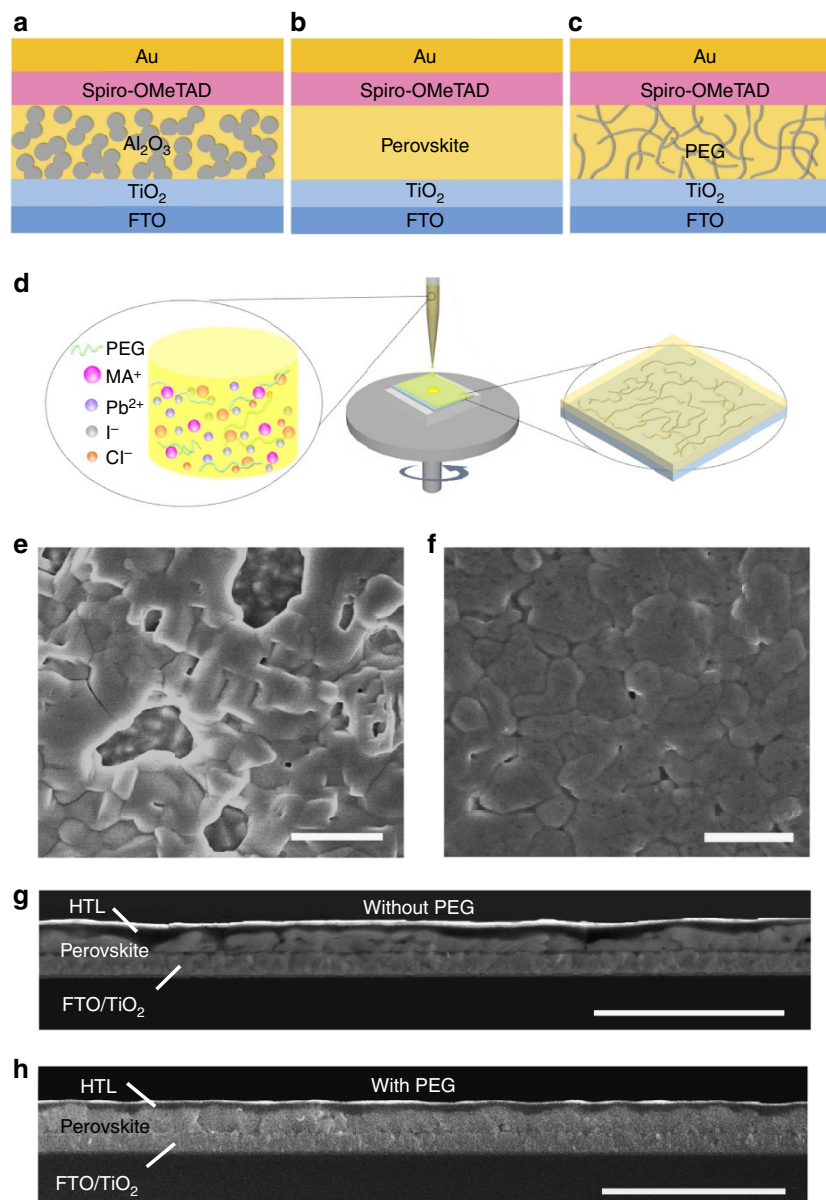 a
Au
Spiro-OMeTAD
Al₂O₃
TiO₂
FTO
b
Au
Spiro-OMeTAD
Perovskite
TiO₂
FTO
c
Au
Spiro-OMeTAD
PEG
TiO₂
FTO
d
PEG
MA⁺
Pb²⁺
I⁻
Cl⁻
e
f
g
HTL
Without PEG
Perovskite
FTO/TiO₂
h
HTL
With PEG
Perovskite
FTO/TiO₂